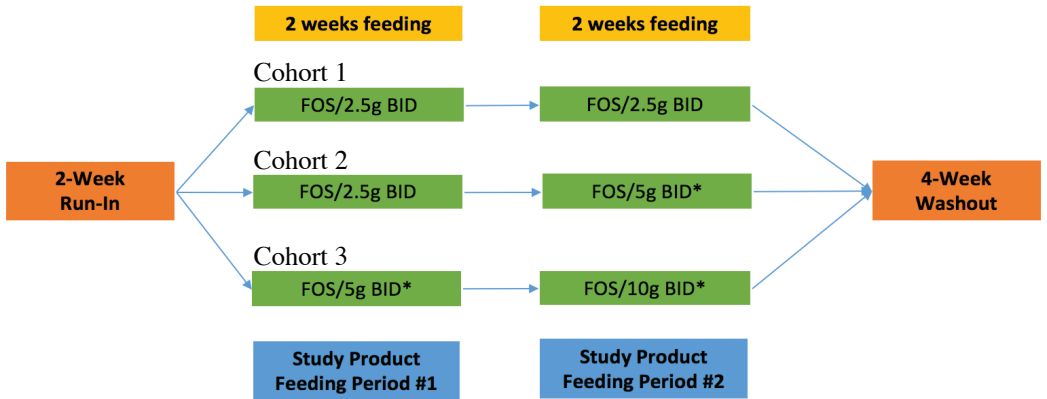 2 weeks feeding
2 weeks feeding
Cohort 1
FOS/2.5g BID
FOS/2.5g BID
2-Week
Run-In
Cohort 2
FOS/2.5g BID
FOS/5g BID*
4-Week
Washout
Cohort 3
FOS/5g BID*
FOS/10g BID*
Study Product
Feeding Period #1
Study Product
Feeding Period #2